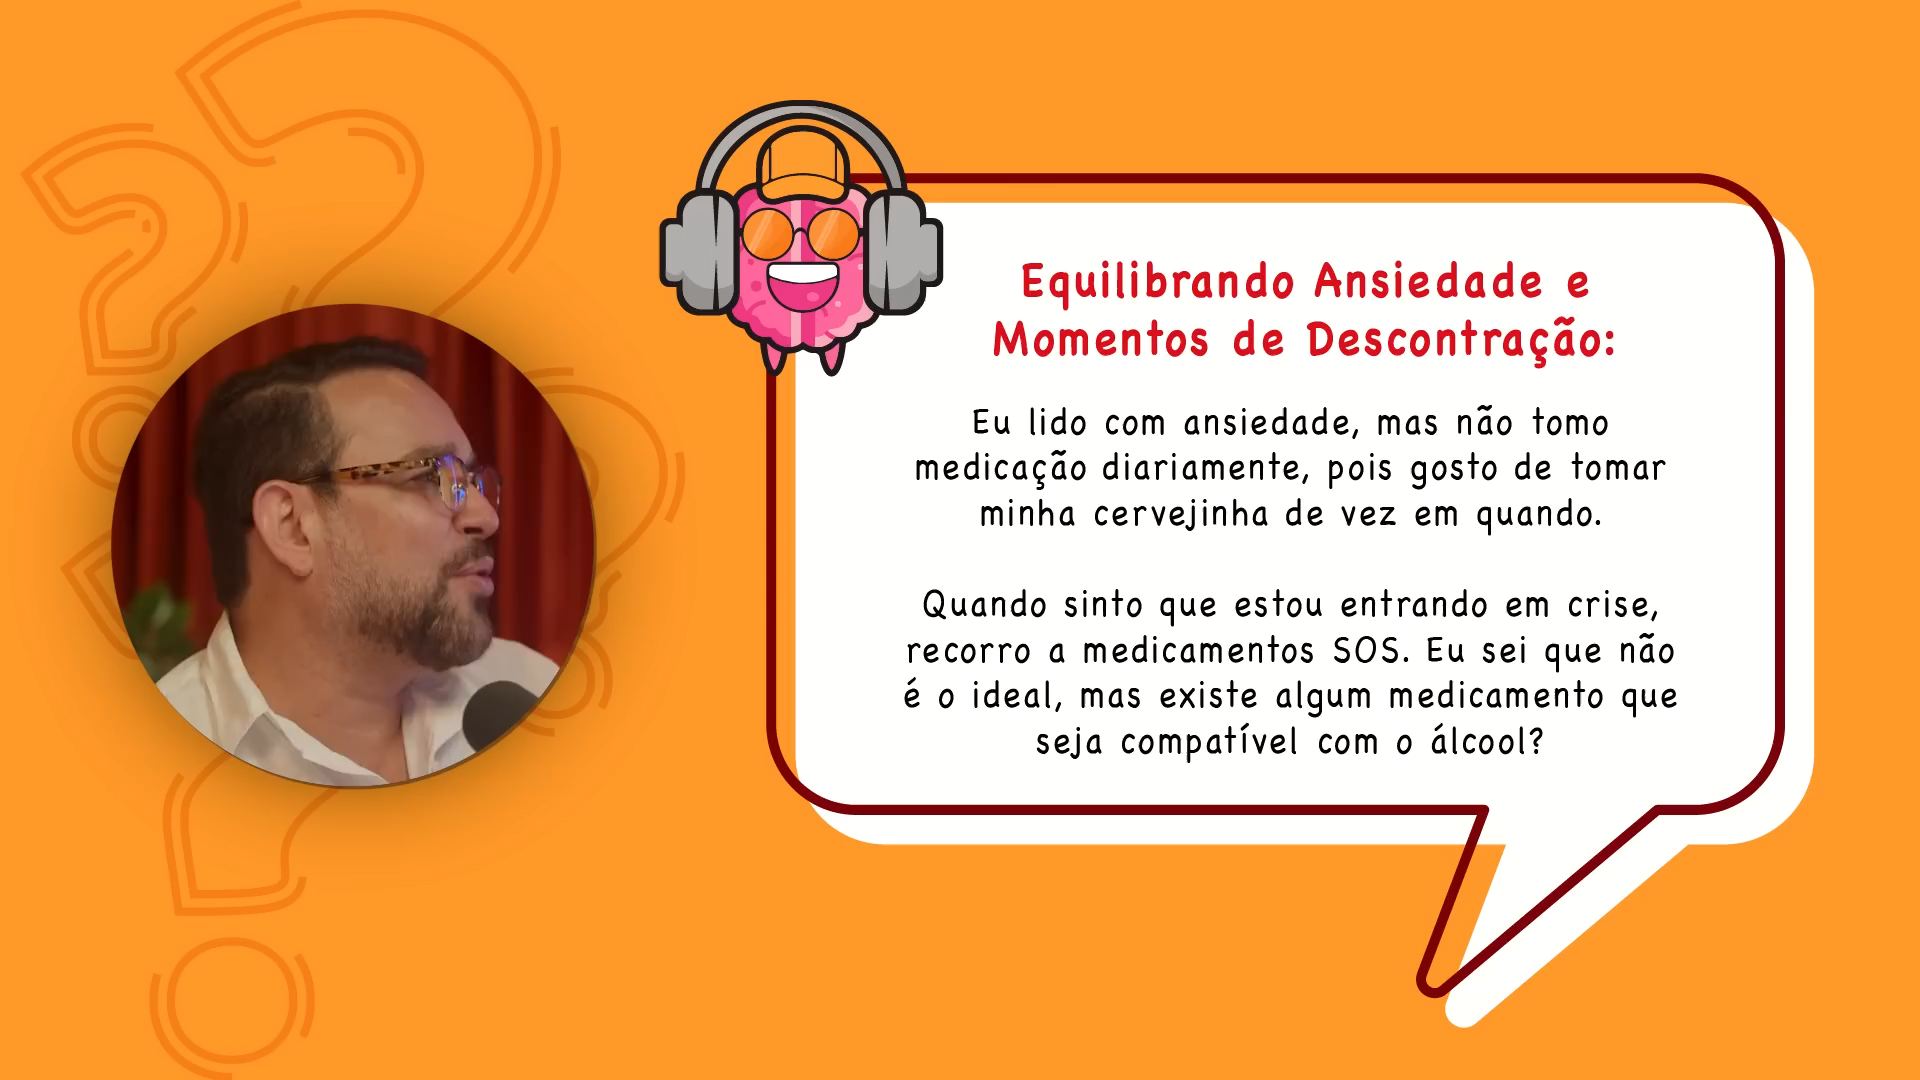 Equilibrando Ansiedade e
Momentos de Descontração:
Eu lido com ansiedade, mas não tomo
medicação diariamente, pois gosto de tomar
minha cervejinha de vez em quando.
Quando sinto que estou entrando em crise,
recorro a medicamentos SOS. Eu sei que não
é o ideal, mas existe algum medicamento que
seja compatível com o álcool?